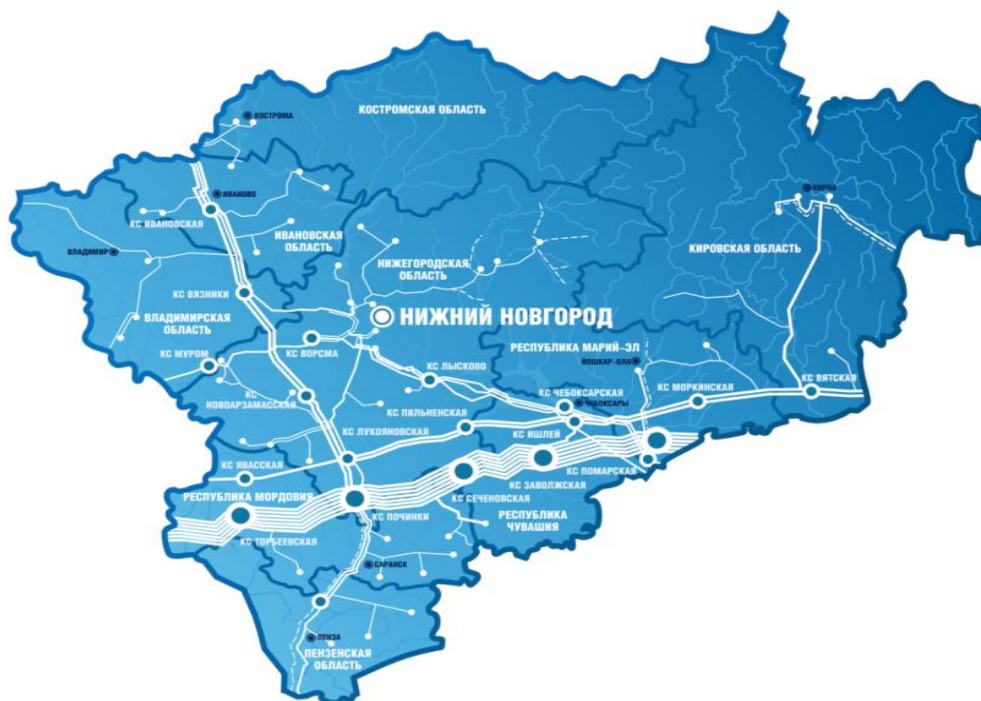 КОСТРОМСКАЯ ОБЛАСТЬ
КОСТРОМА
ИВАНОВО
КИРОВ
КС ИВАНОВСКАЯ
ИВАНОВСКАЯ
ОБЛАСТЬ
ВЛАДИМИР
НИЖЕГОРОДСКАЯ
ОБЛАСТЬ
КИРОВСКАЯ ОБЛАСТЬ
КС ВЯЗНИКИ
ВЛАДИМИРСКАЯ
ОБЛАСТЬ
НИЖНИЙ НОВГОРОД
КС МУРОМ
КС ВОРСМА
РЕСПУБЛИКА МАРИЙ-ЭЛ
ЙОШКАР-ОЛА
КС ЛЫСКОВО
КС
НОВОАРЗАМАССКАЯ
КС ЧЕБОКСАРСКАЯ
ЧЕБОКСАРЫ
КС МОРКИНСКАЯ
КС ВЯТСКАЯ
КС ПИЛЬНЕНСКАЯ
КС ЛУКОЯНОВСКАЯ
КС ИШЛЕЙ
КС ЯВАССКАЯ
КС ПОМАРСКАЯ
КС ЗАВОЛЖСКАЯ
РЕСПУБЛИКА МОРДОВИЯ
КС СЕЧЕНОВСКАЯ
КС ПОЧИНКИ
РЕСПУБЛИКА
ЧУВАШИЯ
КС ТОРБЕЕВСКАЯ
САРАНСК
ПЕНЗА
ПЕНЗЕНСКАЯ
ОБЛАСТЬ